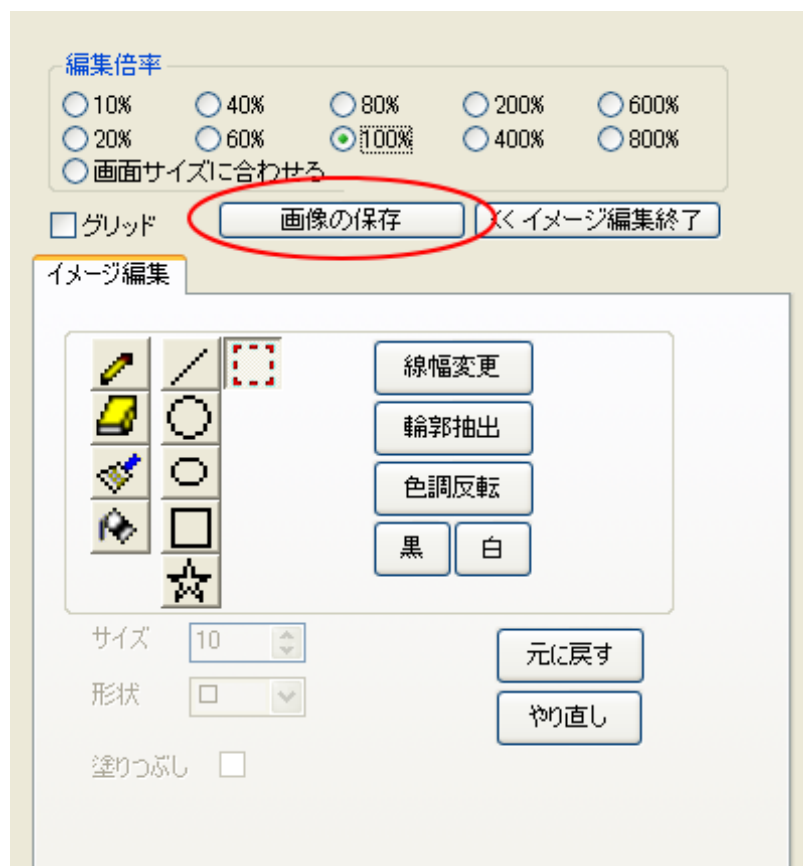 編集倍率
10% 40% 80% 200% 600%
20% 60% 100% 400% 800%
画面サイズに合わせる
グリッド 画像の保存 << イメージ編集終了
イメージ編集
線幅変更
輪郭抽出
色調反転
黒 白
サイズ 10
元に戻す
形状
やり直し
塗りつぶし